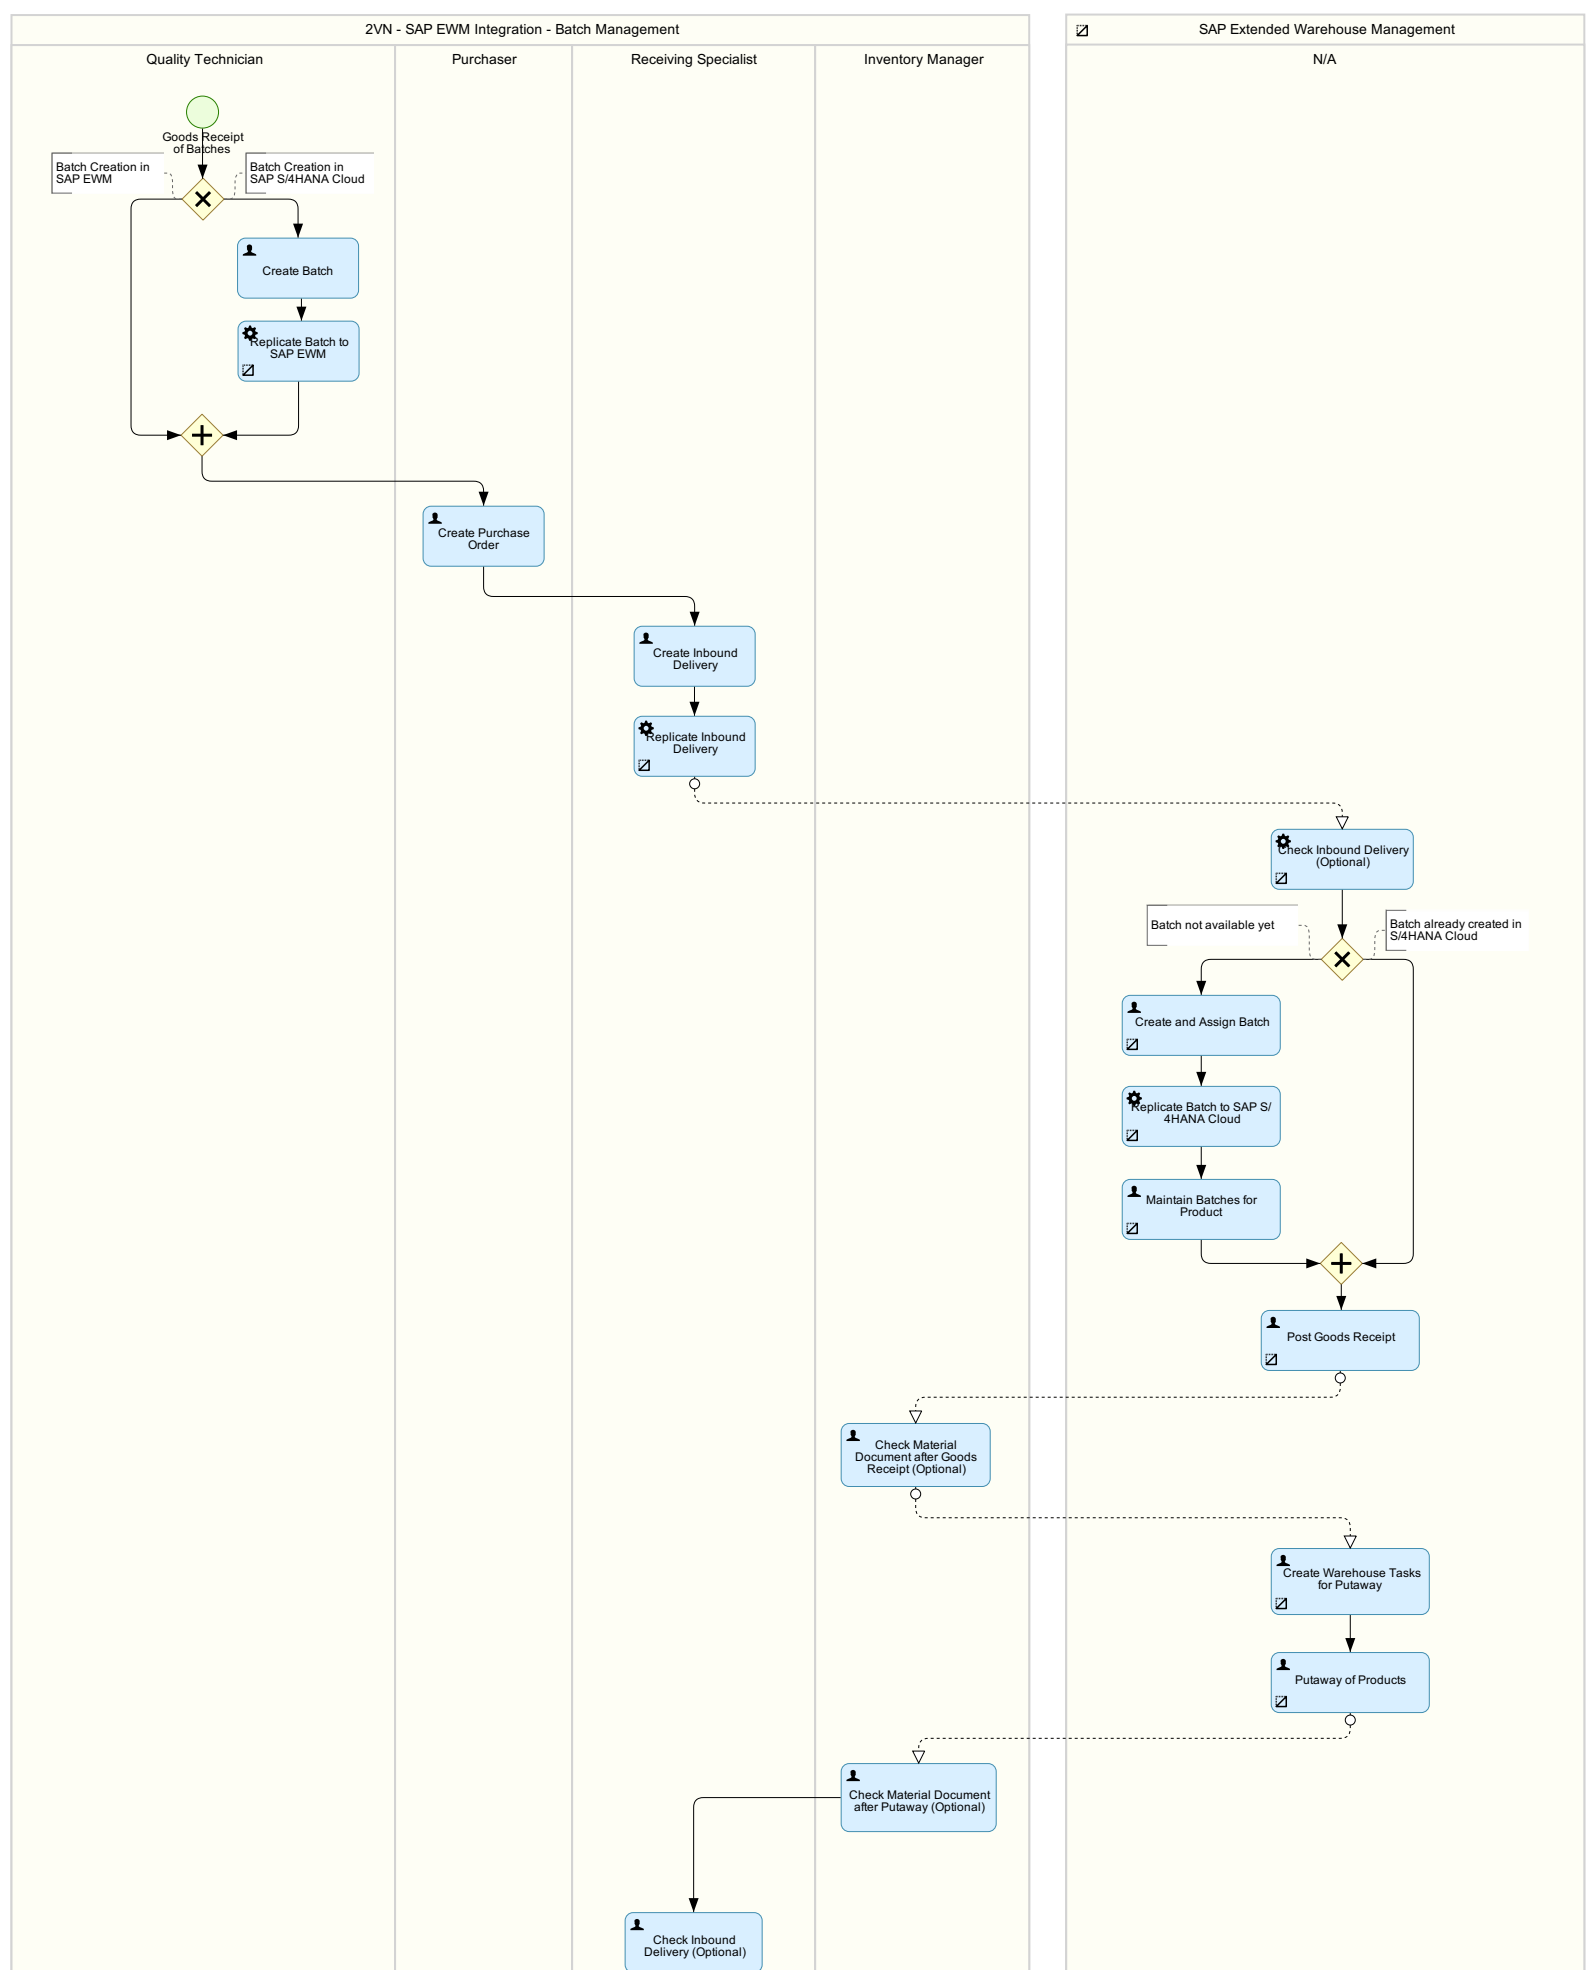 2VN - SAP EWM Integration - Batch Management
SAP Extended Warehouse Management
Quality Technician
Purchaser
Receiving Specialist
Inventory Manager
N/A
Goods Receipt
of Batches
Batch Creation in
SAP EWM
Batch Creation in
SAP S/4HANA Cloud
Create Batch
Replicate Batch to
SAP EWM
Create Purchase
Order
Create Inbound
Delivery
Replicate Inbound
Delivery
Check Inbound Delivery
(Optional)
Batch not available yet
Batch already created in
S/4HANA Cloud
Create and Assign Batch
Replicate Batch to SAP S/
4HANA Cloud
Maintain Batches for
Product
Post Goods Receipt
Check Material
Document after Goods
Receipt (Optional)
Create Warehouse Tasks
for Putaway
Putaway of Products
Check Material Document
after Putaway (Optional)
Check Inbound
Delivery (Optional)